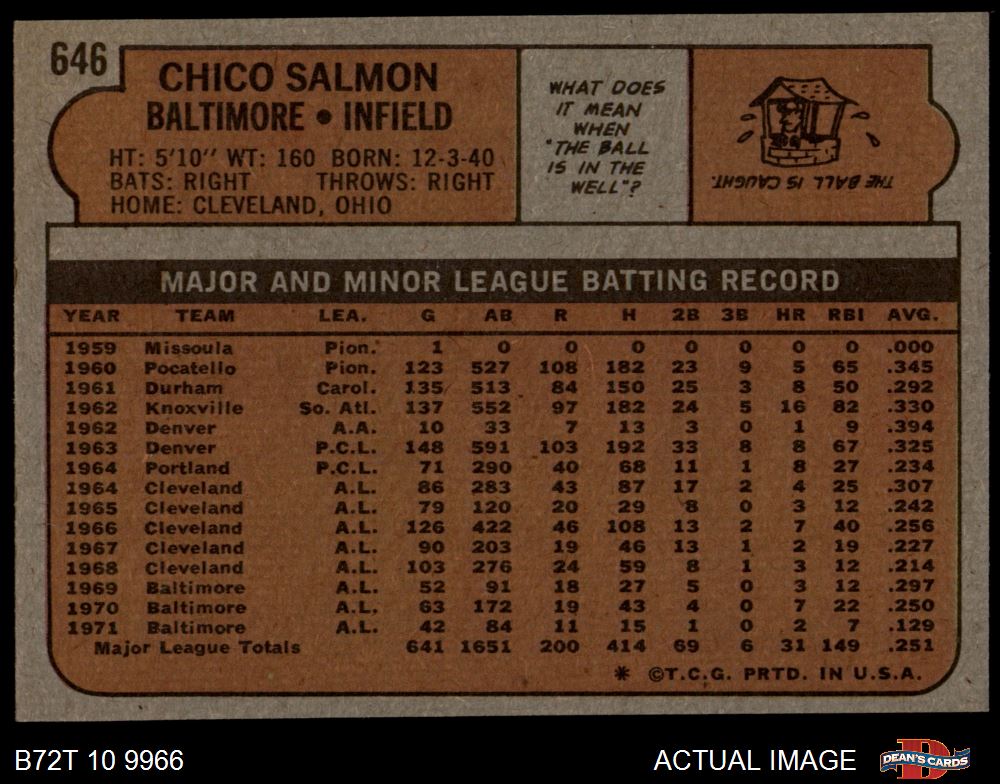 646
CHICO SALMON
BALTIMORE • INFIELD
HT: 5'10" WT: 160 BORN: 12-3-40
BATS: RIGHT THROWS: RIGHT
HOME: CLEVELAND, OHIO
WHAT DOES
IT MEAN
WHEN
"THE BALL
IS IN THE
WELL"?
THE BALL IS CAUGHT.
MAJOR AND MINOR LEAGUE BATTING RECORD
YEAR TEAM LEA. G AB R H 2B 3B HR RBI AVG.
1959 Missoula Pion. 1 0 0 0 0 0 0 0 .000
1960 Pocatello Pion. 123 527 108 182 23 9 5 65 .345
1961 Durham Carol. 135 513 84 150 25 3 8 50 .292
1962 Knoxville So. Atl. 137 552 97 182 24 5 16 82 .330
1962 Denver A.A. 10 33 7 13 3 0 1 9 .394
1963 Denver P.C.L. 148 591 103 192 33 8 8 67 .325
1964 Portland P.C.L. 71 290 40 68 11 1 8 27 .234
1964 Cleveland A.L. 86 283 43 87 17 2 4 25 .307
1965 Cleveland A.L. 79 120 20 29 8 0 3 12 .242
1966 Cleveland A.L. 126 422 46 108 13 2 7 40 .256
1967 Cleveland A.L. 90 203 19 46 13 1 2 19 .227
1968 Cleveland A.L. 103 276 24 59 8 1 3 12 .214
1969 Baltimore A.L. 52 91 18 27 5 0 3 12 .297
1970 Baltimore A.L. 63 172 19 43 4 0 7 22 .250
1971 Baltimore A.L. 42 84 11 15 1 0 2 7 .129
Major League Totals 641 1651 200 414 69 6 31 149 .251
* ©T.C.G. PRTD. IN U.S.A.
B72T 10 9966
ACTUAL IMAGE
D
DEAN'S CARDS